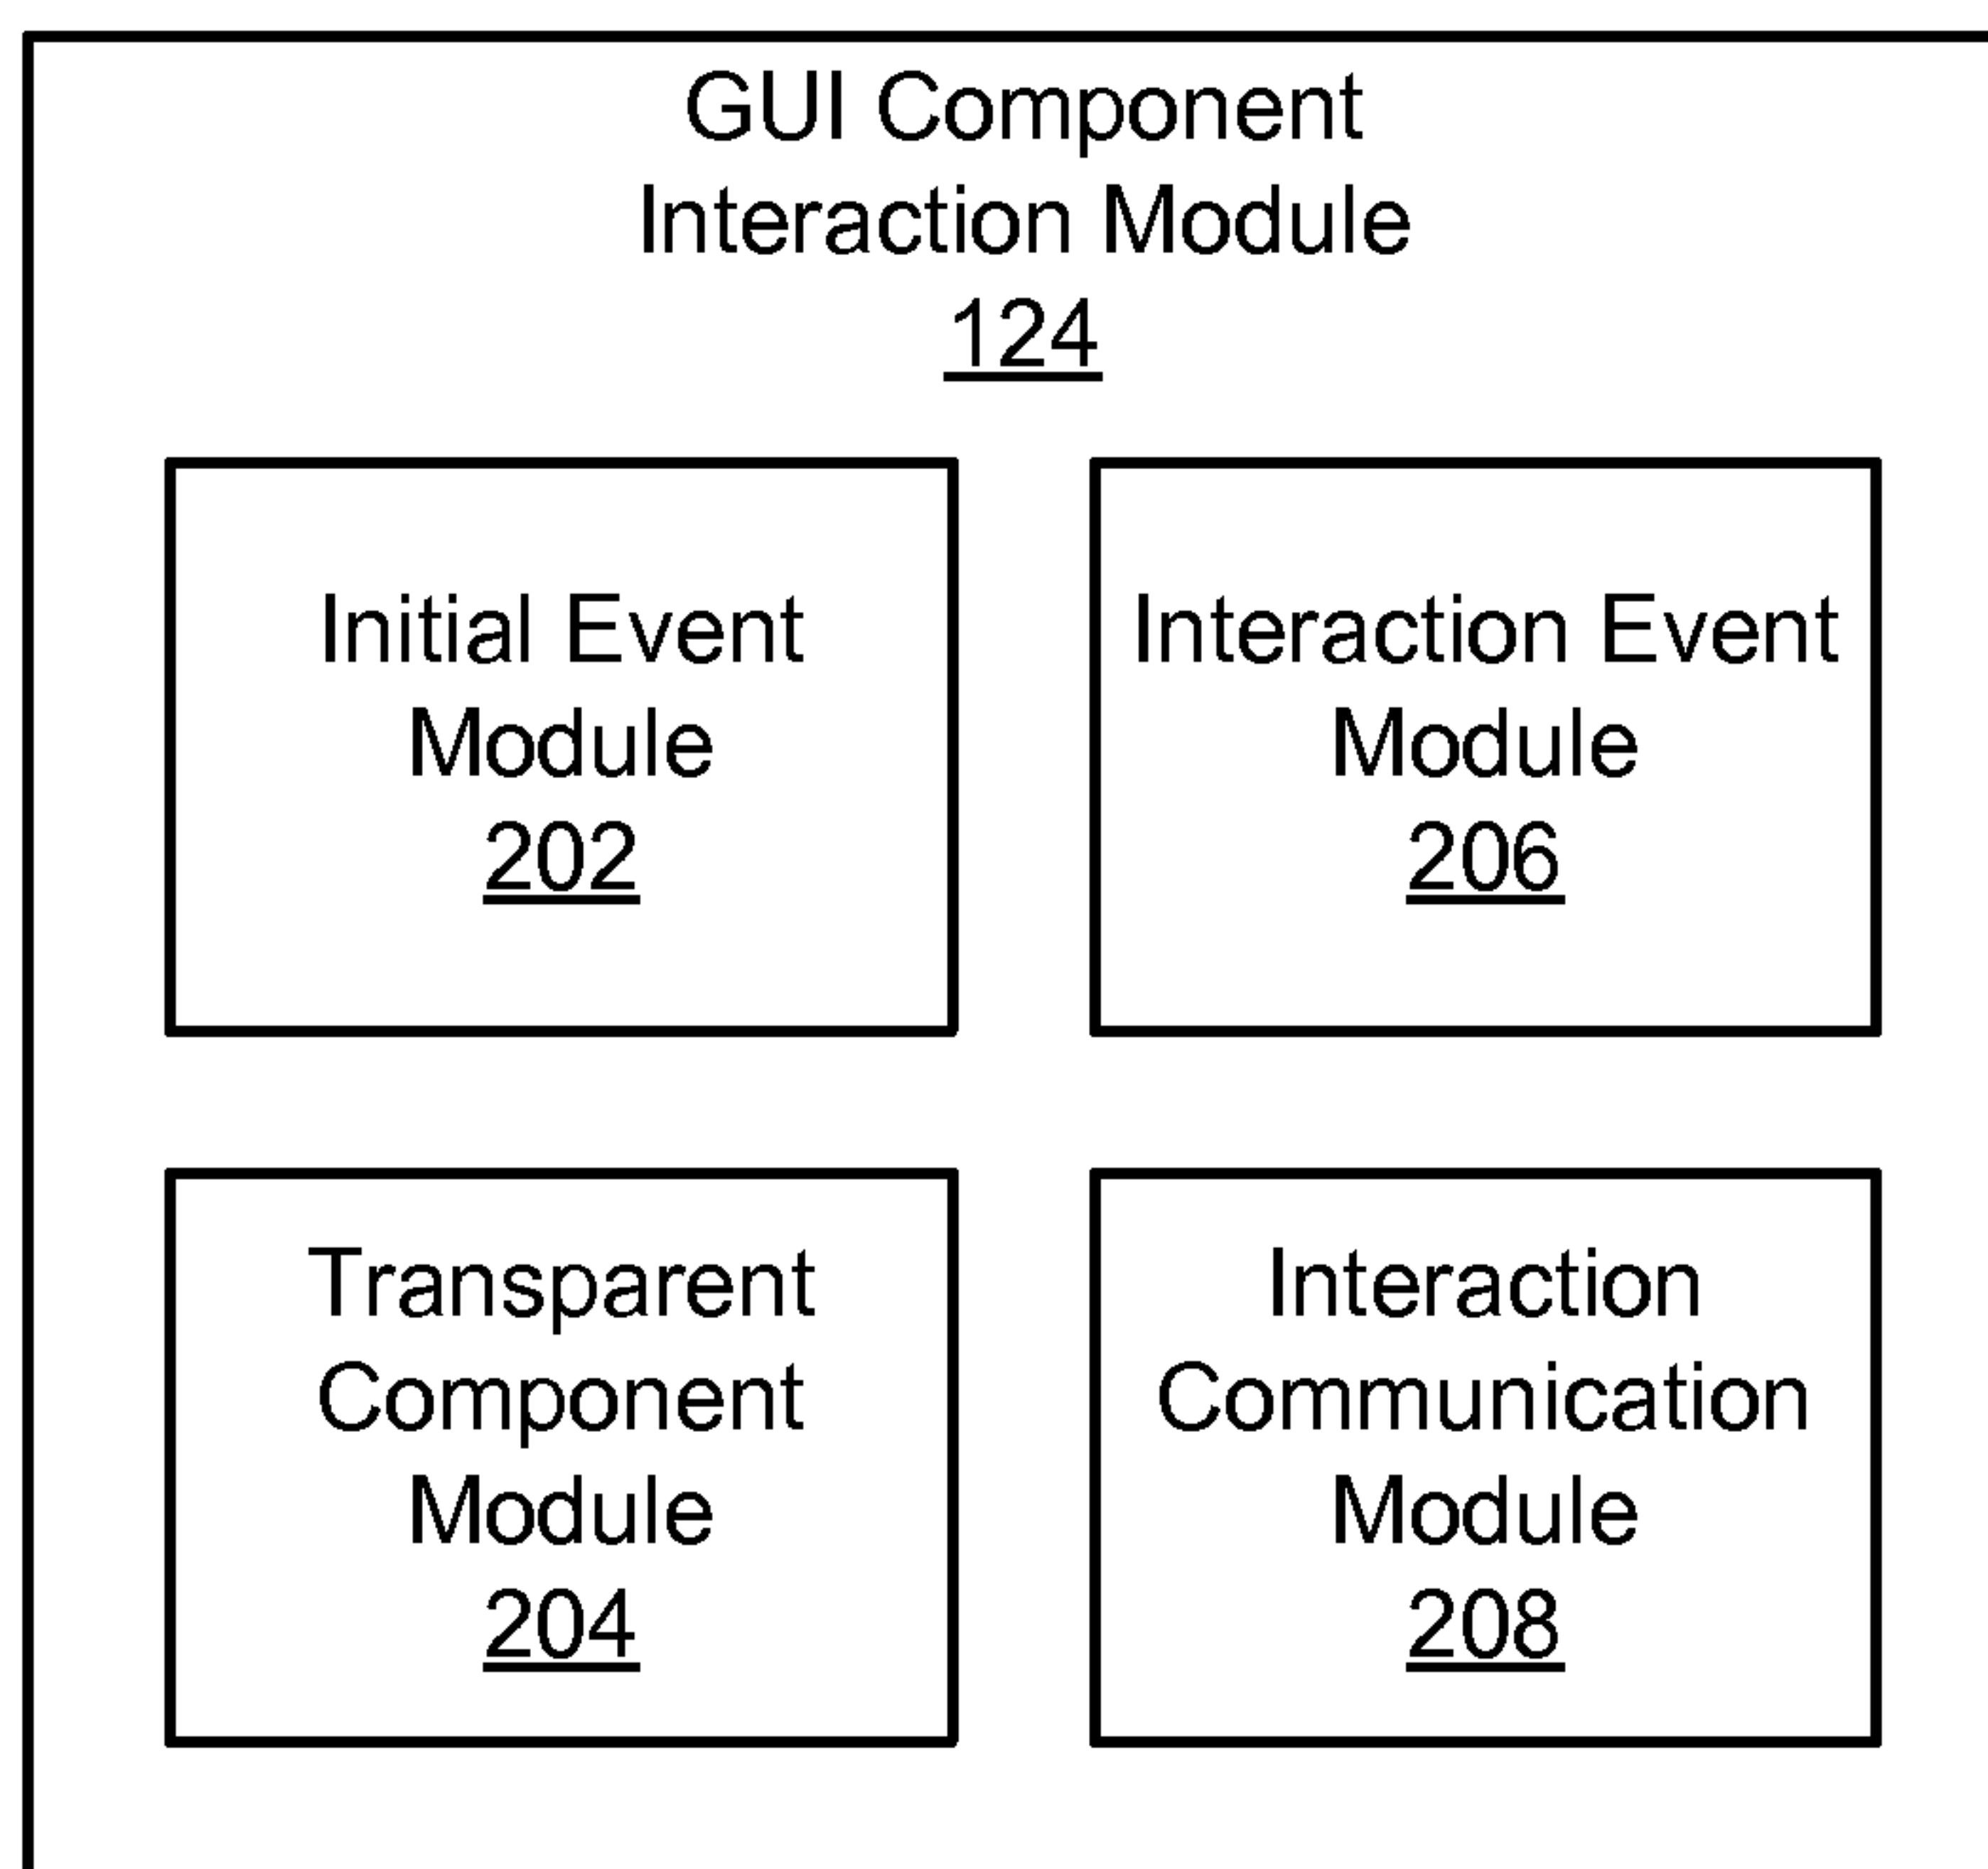 GUI Component
Interaction Module
124
Initial Event
Module
202
Interaction Event
Module
206
Transparent
Component
Module
204
Interaction
Communication
Module
208